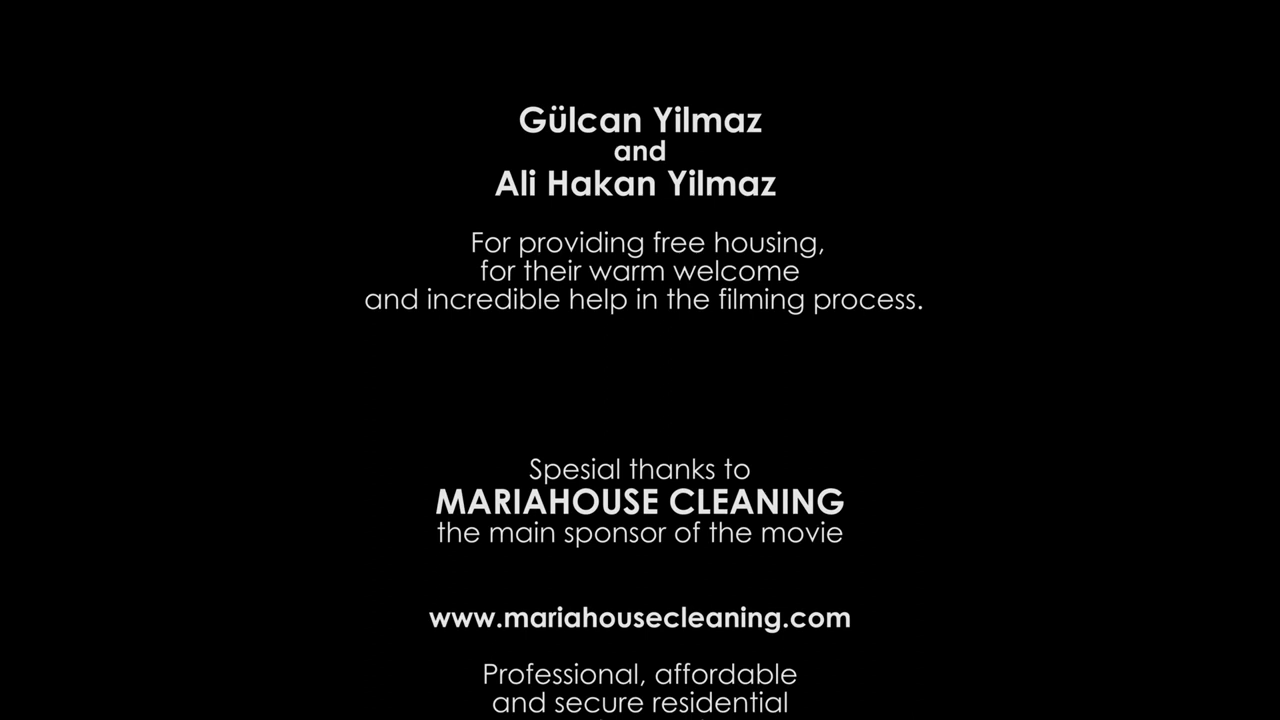 Gülcan Yilmaz
and
Ali Hakan Yilmaz
For providing free housing,
for their warm welcome
and incredible help in the filming process.
Spesial thanks to
MARIAHOUSE CLEANING
the main sponsor of the movie
www.mariahousecleaning.com
Professional, affordable
and secure residential